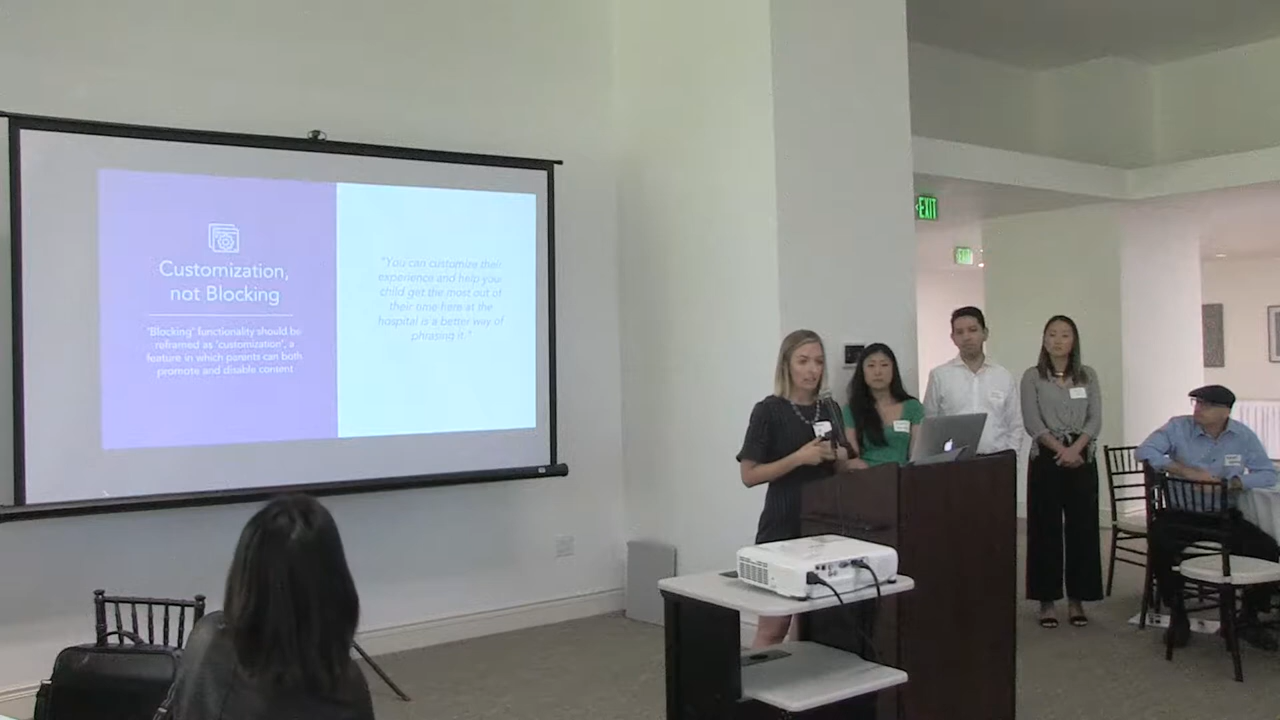 Customization,
not Blocking
'Blocking' functionality should be
reframed as 'customization', a
feature in which parents can both
promote and disable content
"You can customize their
experience and help your
child get the most out of
their time here at the
hospital is a better way of
phrasing it."
EXIT
EXIT